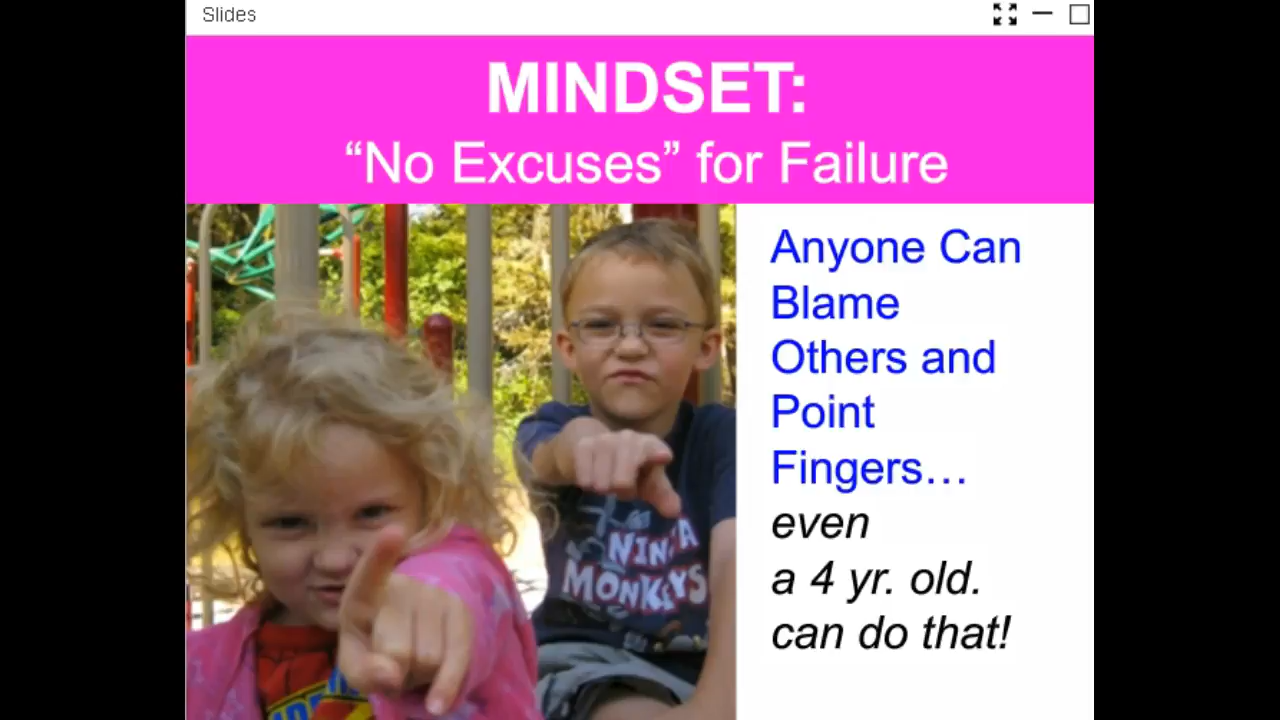 Slides
MINDSET:
“No Excuses” for Failure
Anyone Can
Blame
Others and
Point
Fingers…
even
a 4 yr. old.
can do that!
NINJA
MONKEYS